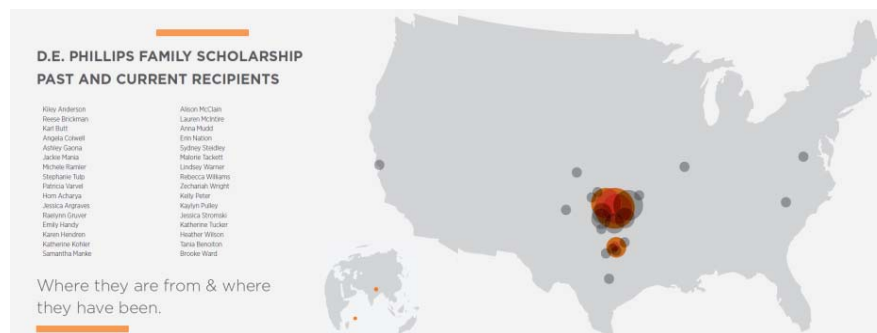 D.E. PHILLIPS FAMILY SCHOLARSHIP
PAST AND CURRENT RECIPIENTS
Kiley Anderson
Reese Brickman
Karl Butt
Angela Colwell
Ashley Gaona
Jackie Mania
Michele Ramier
Stephanie Tulp
Patricia Varvel
Hom Acharya
Jessica Argraves
Raelynn Gruver
Emily Handy
Karen Hendren
Katherine Kohler
Samantha Manke
Alison McClain
Lauren McIntire
Anna Mudd
Erin Nation
Sydney Steidley
Malorie Tackett
Lindsey Warner
Rebecca Williams
Zechariah Wright
Kelly Peter
Kaylyn Pulley
Jessica Stromski
Katherine Tucker
Heather Wilson
Tania Benoiton
Brooke Ward
Where they are from & where
they have been.